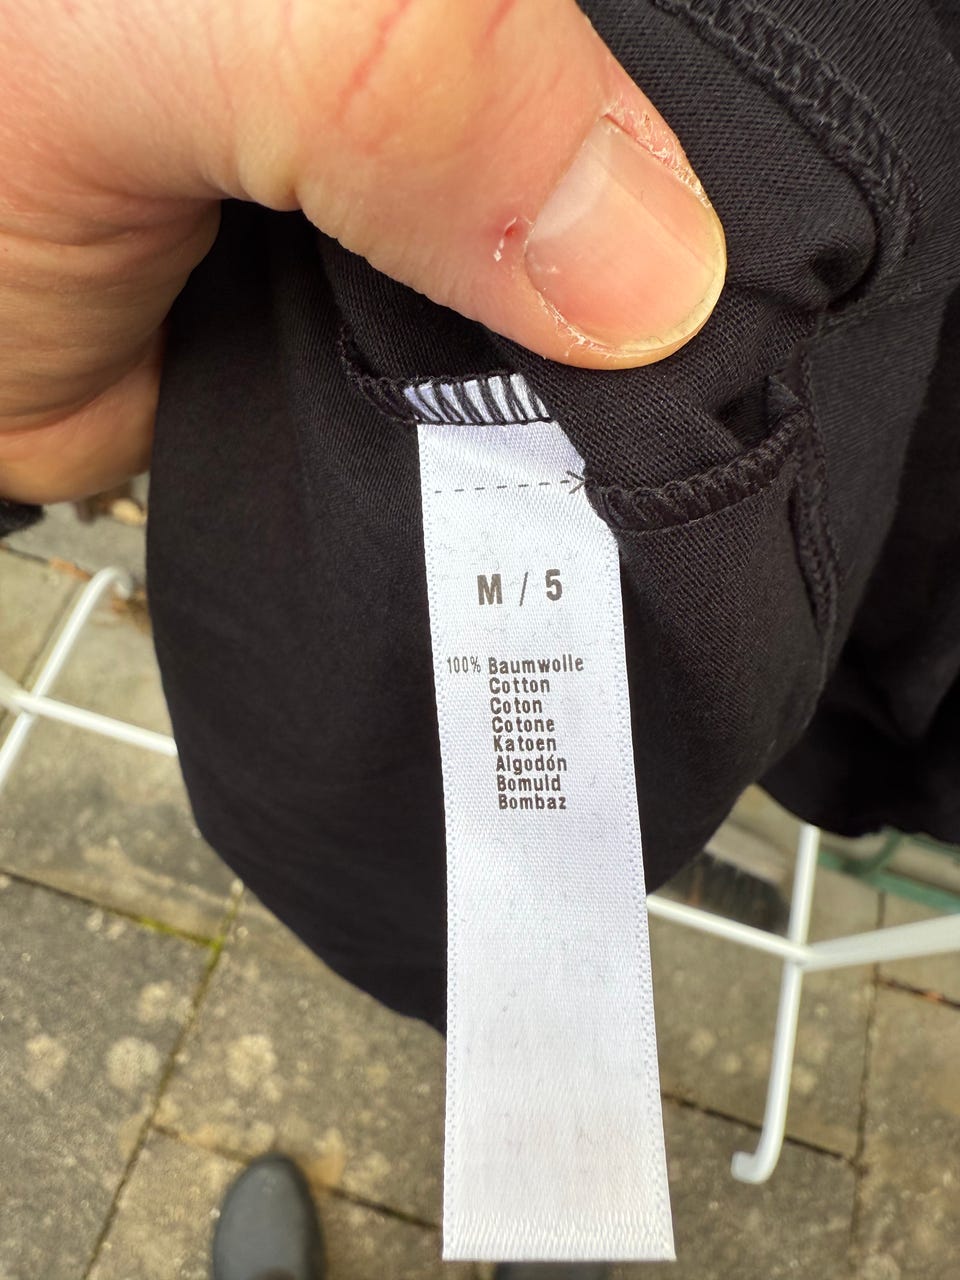 M / 5
100% Baumwolle
Cotton
Coton
Cotone
Katoen
Algodón
Bomuld
Bombaz